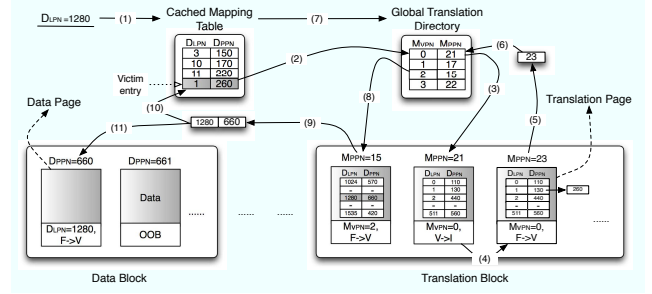 DLPN =1280
(1)
Cached Mapping
Table
(7)
Global Translation
Directory
DLPN DPPN
3 150
10 170
11 220
1 260
Victim
entry
(2)
MVPN MPPN
0 21
1 17
2 15
3 22
(6)
23
(3)
(8)
(5)
Data Page
(10)
(9)
Translation Page
1280 660
(11)
DPPN=660
DPPN=661
MPPN=15
MPPN=21
MPPN=23
Data
DLPN=1280,
F->V
OOB
......
......
......
DLPN DPPN
1024 570
1280 660
1535 420
MVPN=2,
F->V
DLPN DPPN
0 110
1 130
2 440
511 560
MVPN=0,
V->I
DLPN DPPN
0 110
1 130
2 440
511 560
MVPN=0,
F->V
260
......
(4)
Data Block
Translation Block